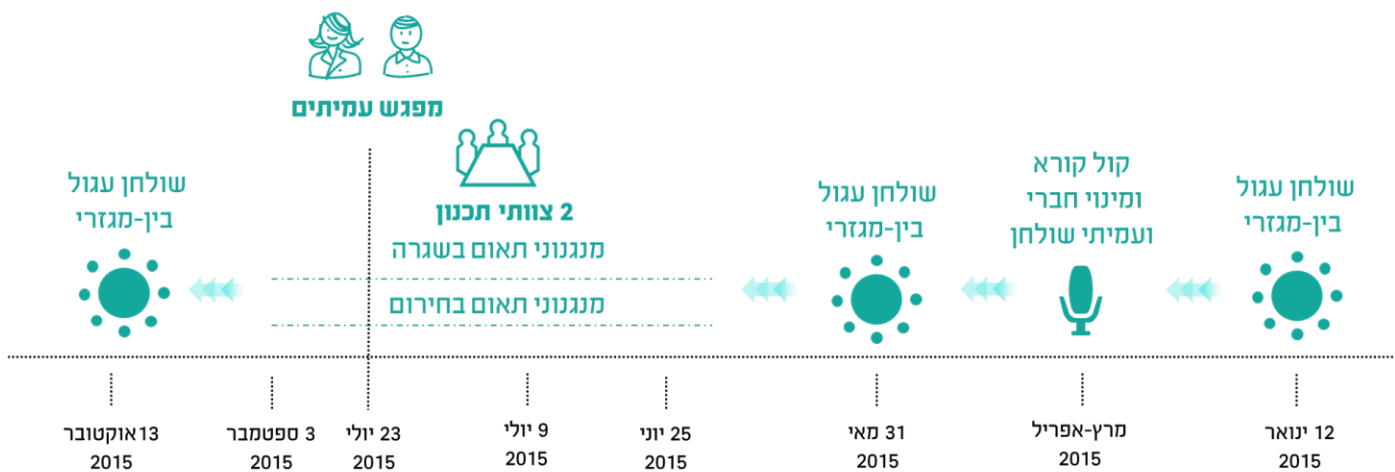 מפגש עמיתים
שולחן עגול
בין-מגזרי
קול קורא
ומינוי חברי
ועמיתי שולחן
שולחן עגול
בין-מגזרי
2 צוותי תכנון
מנגנוני תאום בשגרה
מנגנוני תאום בחירום
שולחן עגול
בין-מגזרי
12 ינואר
2015
מרץ-אפריל
2015
31 מאי
2015
25 יוני
2015
9 יולי
2015
23 יולי
2015
3 ספטמבר
2015
13 אוקטובר
2015